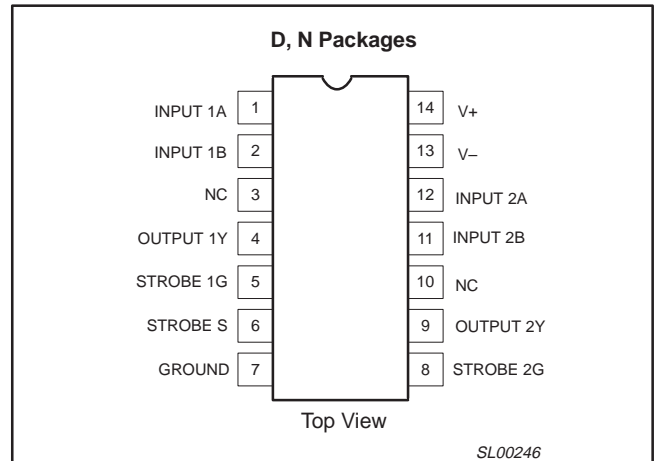 D, N Packages
INPUT 1A 1 14 V+
INPUT 1B 2 13 V–
NC 3 12 INPUT 2A
OUTPUT 1Y 4 11 INPUT 2B
STROBE 1G 5 10 NC
STROBE S 6 9 OUTPUT 2Y
GROUND 7 8 STROBE 2G
Top View
SL00246